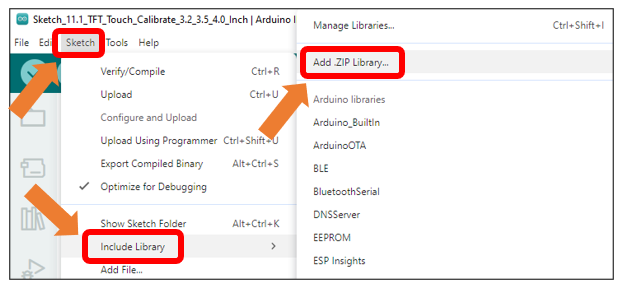 Sketch_11.1_TFT_Touch_Calibrate_3.2_3.5_4.0_Inch | Arduino I
File Edi Sketch Tools Help
Verify/Compile Ctrl+R
Upload Ctrl+U
Configure and Upload
Upload Using Programmer Ctrl+Shift+U
Export Compiled Binary Alt+Ctrl+S
Optimize for Debugging
Show Sketch Folder Alt+Ctrl+K
Include Library
Add File...
Manage Libraries... Ctrl+Shift+I
Add .ZIP Library...
Arduino libraries
Arduino_BuiltIn
ArduinoOTA
BLE
BluetoothSerial
DNSServer
EEPROM
ESP Insights